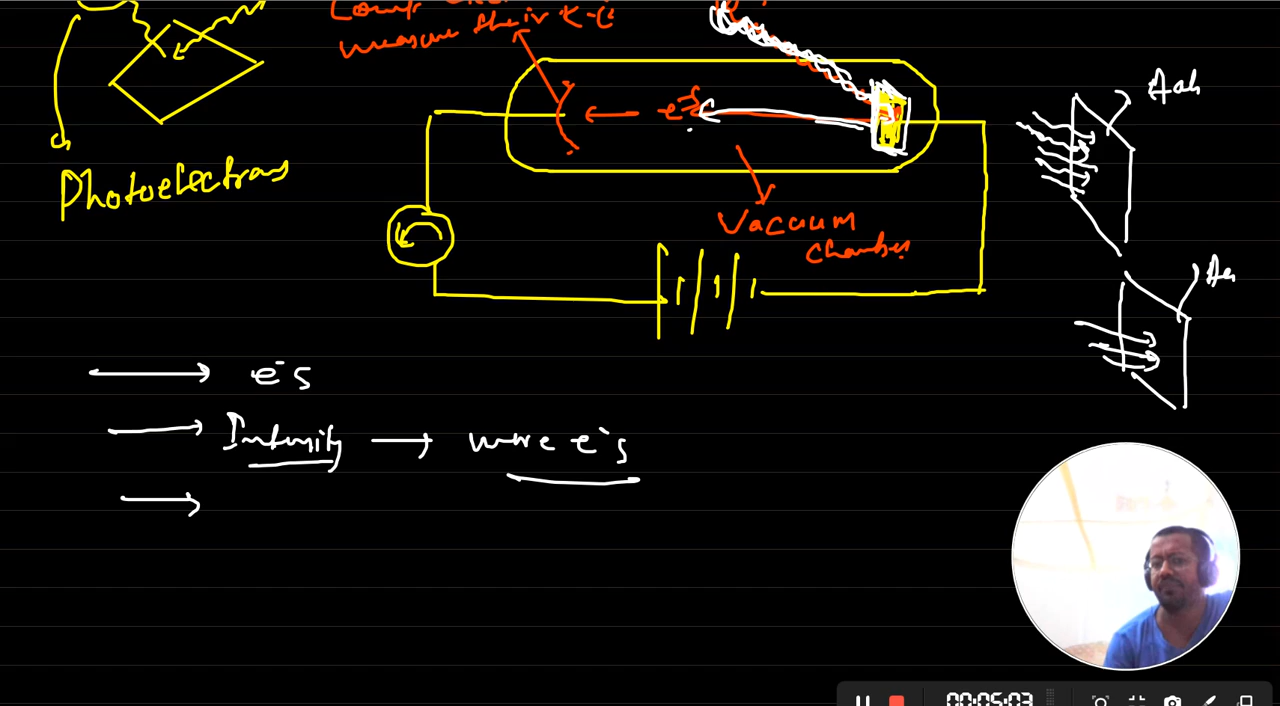 measure their K-E
e⁻s
Vacuum
chamber
Photoelectrons
e⁻s
Intensity → more e⁻s
00:05:03